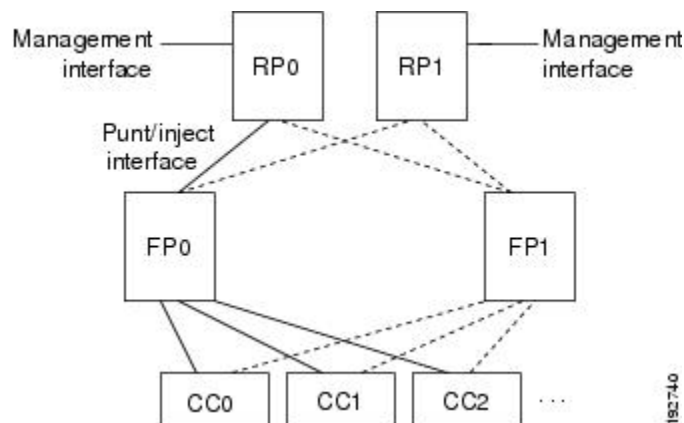 Management
interface
RP0
RP1
Management
interface
Punt/inject
interface
FP0
FP1
CC0
CC1
CC2
...
192740